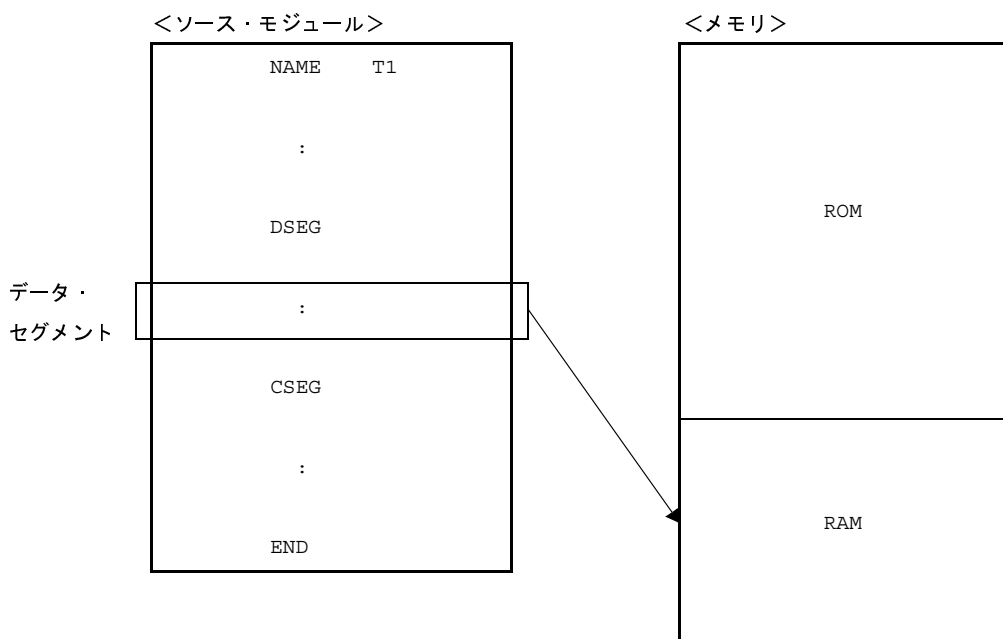 ＜ソース・モジュール＞
NAME T1
:
DSEG
データ・
セグメント
:
CSEG
:
END
＜メモリ＞
ROM
RAM